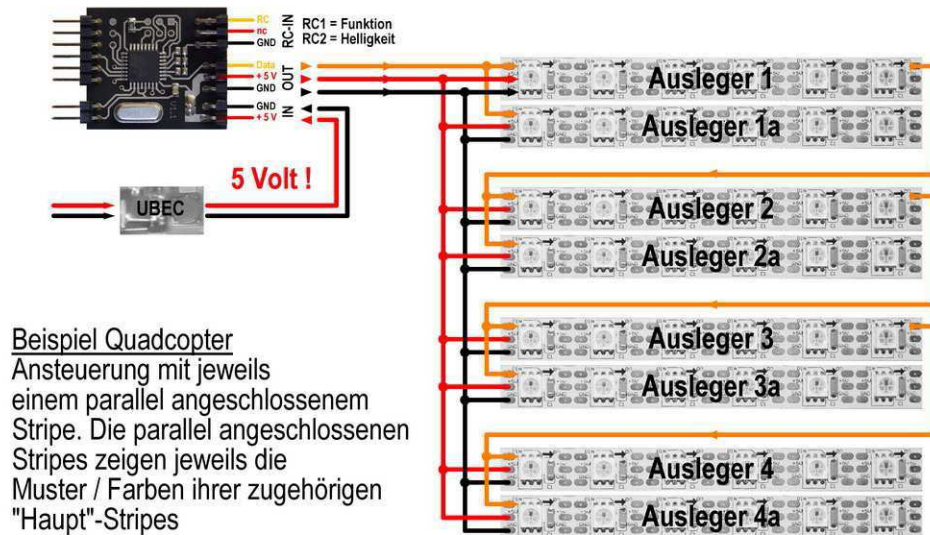 RC
nc
GND
RC-IN
RC1 = Funktion
RC2 = Helligkeit
Data
+ 5 V
GND
OUT
GND
+ 5 V
IN
5 Volt !
UBEC
Ausleger 1
Ausleger 1a
Ausleger 2
Ausleger 2a
Ausleger 3
Ausleger 3a
Ausleger 4
Ausleger 4a
Beispiel Quadcopter
Ansteuerung mit jeweils
einem parallel angeschlossenem
Stripe. Die parallel angeschlossenen
Stripes zeigen jeweils die
Muster / Farben ihrer zugehörigen
"Haupt"-Stripes